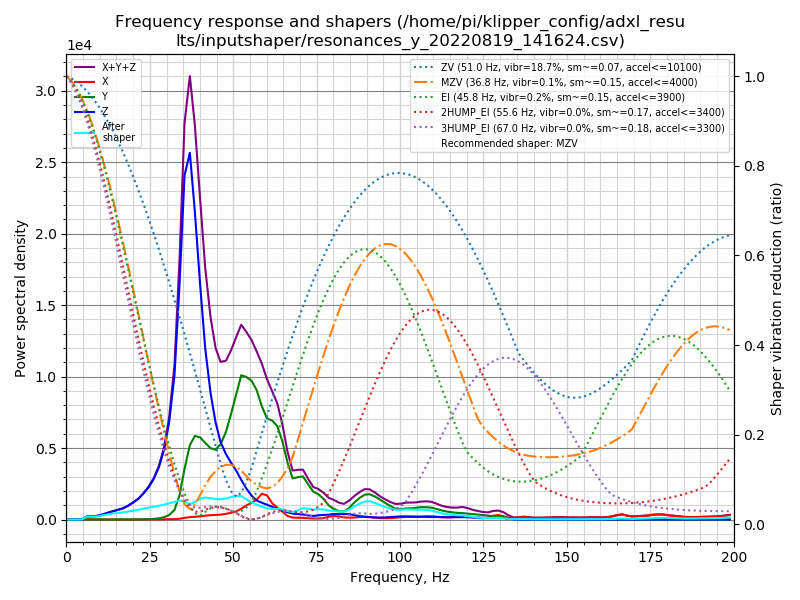 Frequency response and shapers (/home/pi/klipper_config/adxl_resu
lts/inputshaper/resonances_y_20220819_141624.csv)
1e4
X+Y+Z
X
Y
Z
After
shaper
ZV (51.0 Hz, vibr=18.7%, sm~=0.07, accel<=10100)
MZV (36.8 Hz, vibr=0.1%, sm~=0.15, accel<=4000)
EI (45.8 Hz, vibr=0.2%, sm~=0.15, accel<=3900)
2HUMP_EI (55.6 Hz, vibr=0.0%, sm~=0.17, accel<=3400)
3HUMP_EI (67.0 Hz, vibr=0.0%, sm~=0.18, accel<=3300)
Recommended shaper: MZV
Power spectral density
3.0
2.5
2.0
1.5
1.0
0.5
0.0
1.0
0.8
0.6
0.4
0.2
0.0
Shaper vibration reduction (ratio)
0 25 50 75 100 125 150 175 200
Frequency, Hz